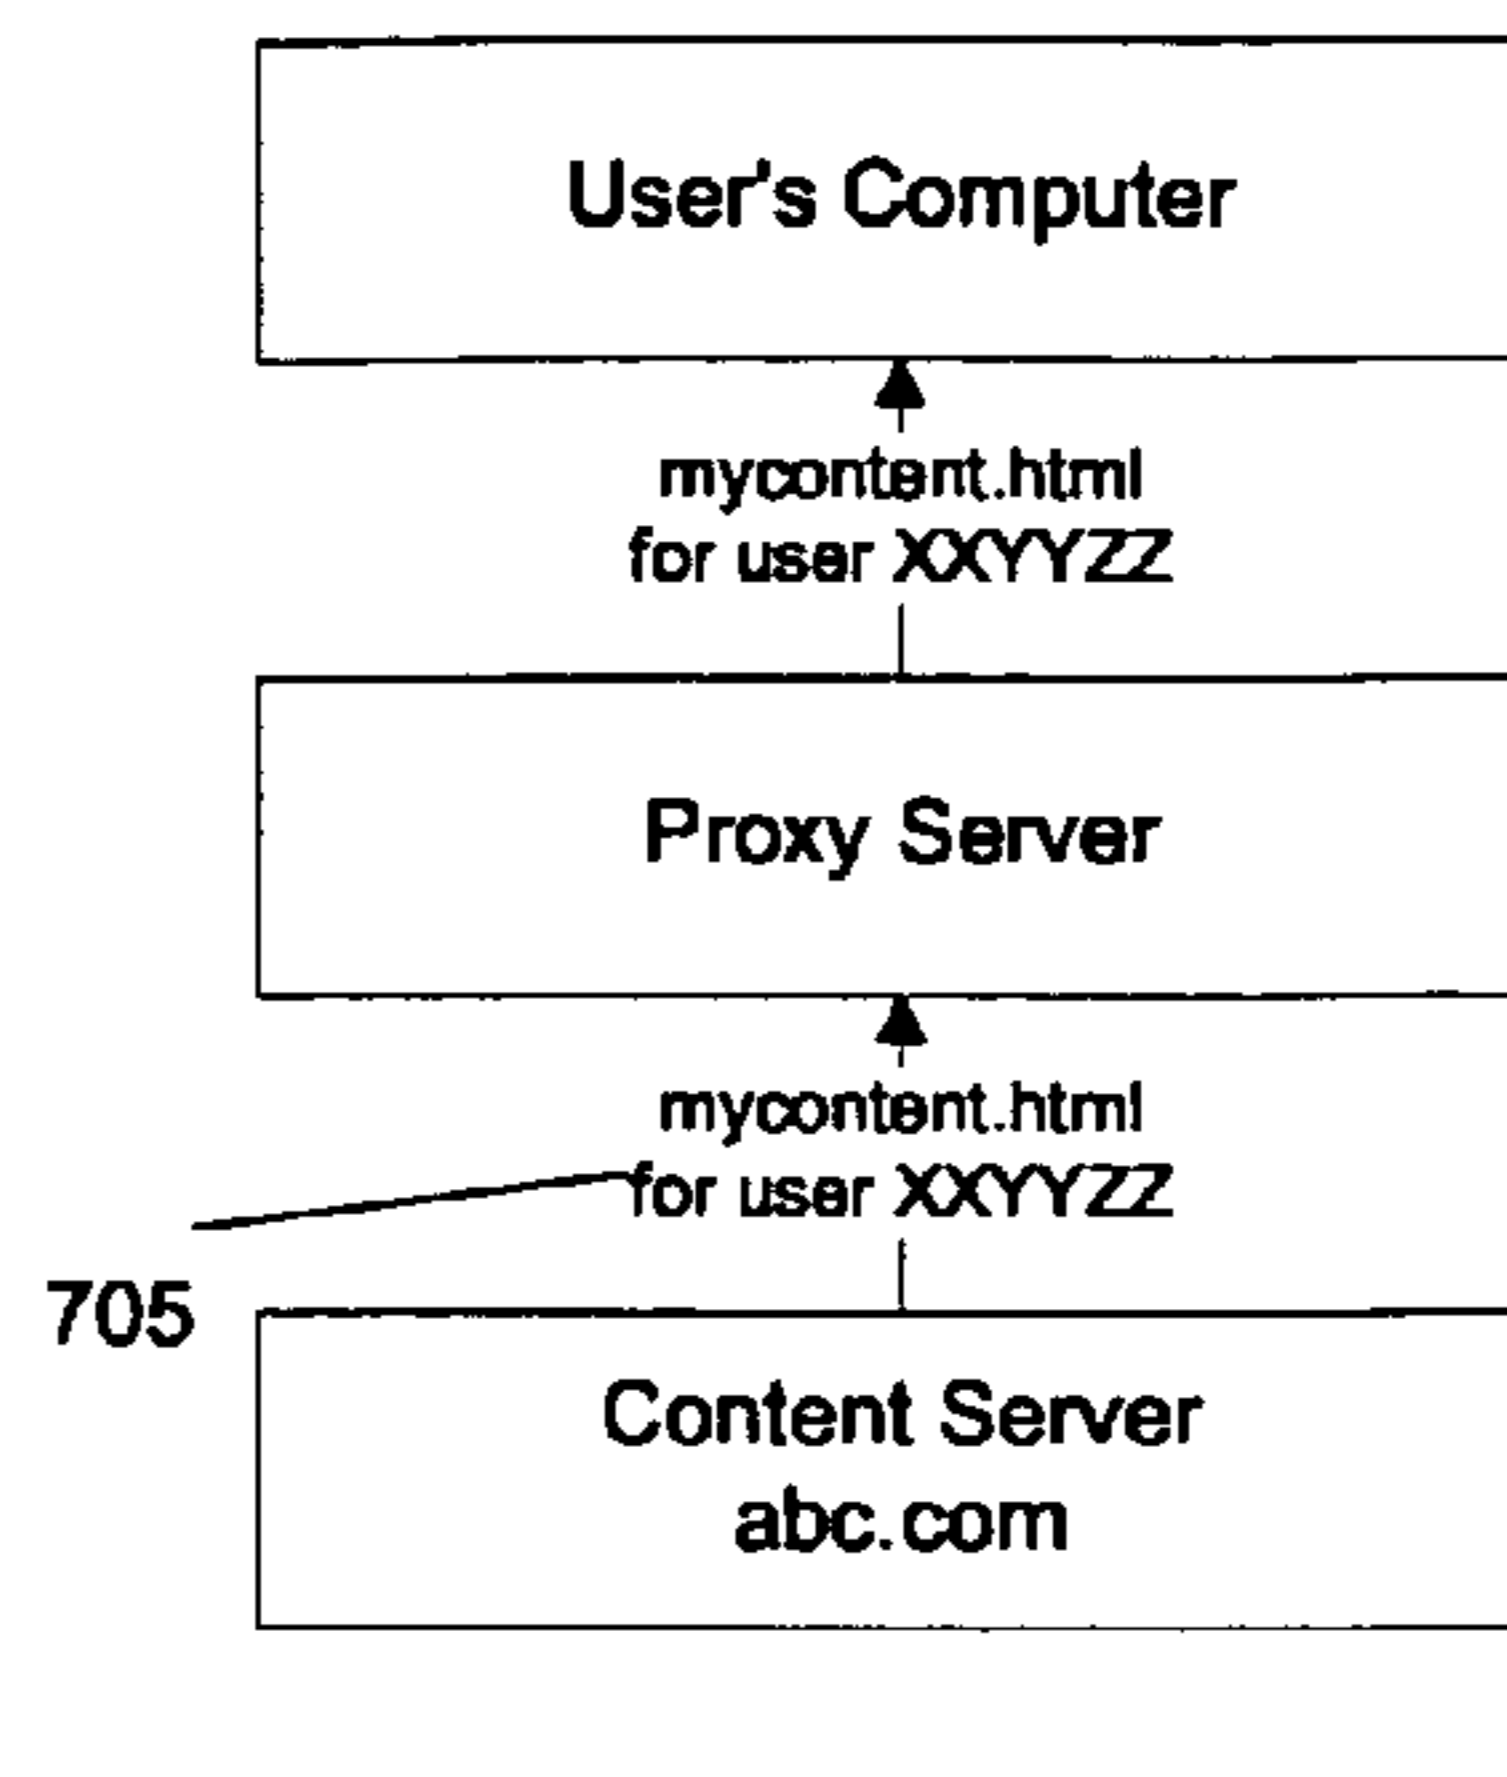 User's Computer
mycontent.html
for user XXYYZZ
Proxy Server
mycontent.html
for user XXYYZZ
705
Content Server
abc.com